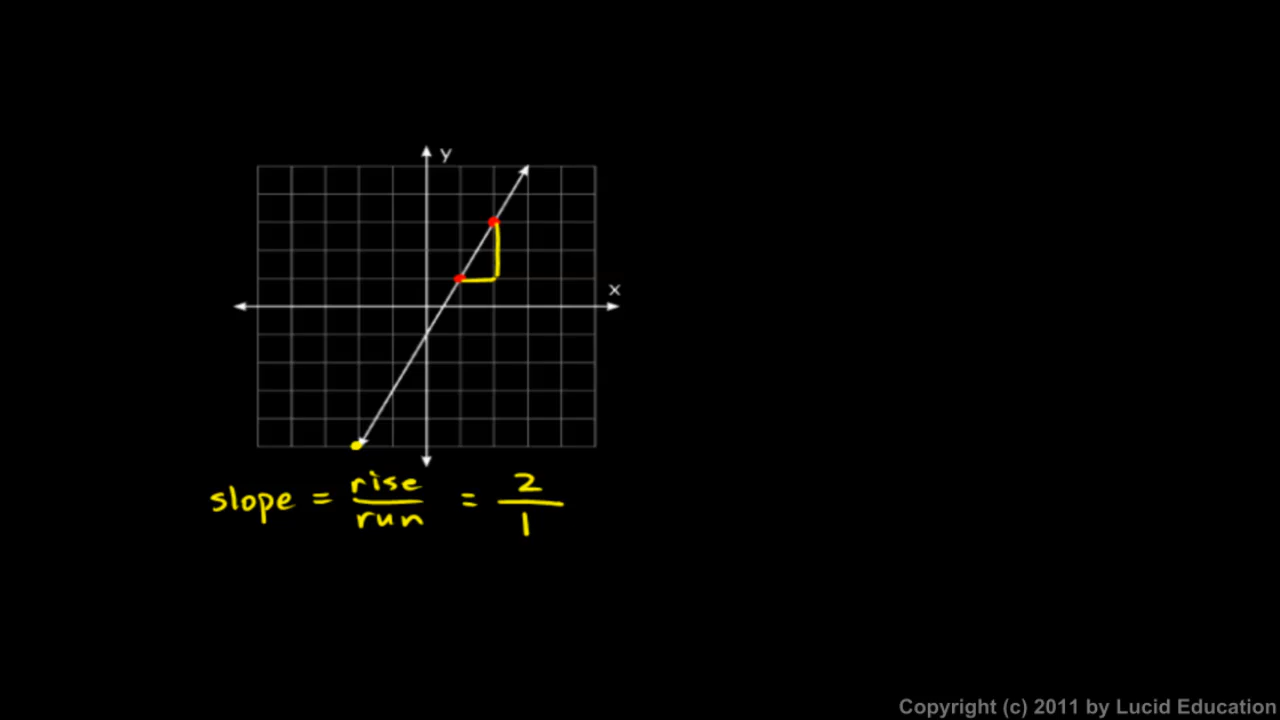 y
x
slope = rise/run = 2/1
Copyright (c) 2011 by Lucid Education